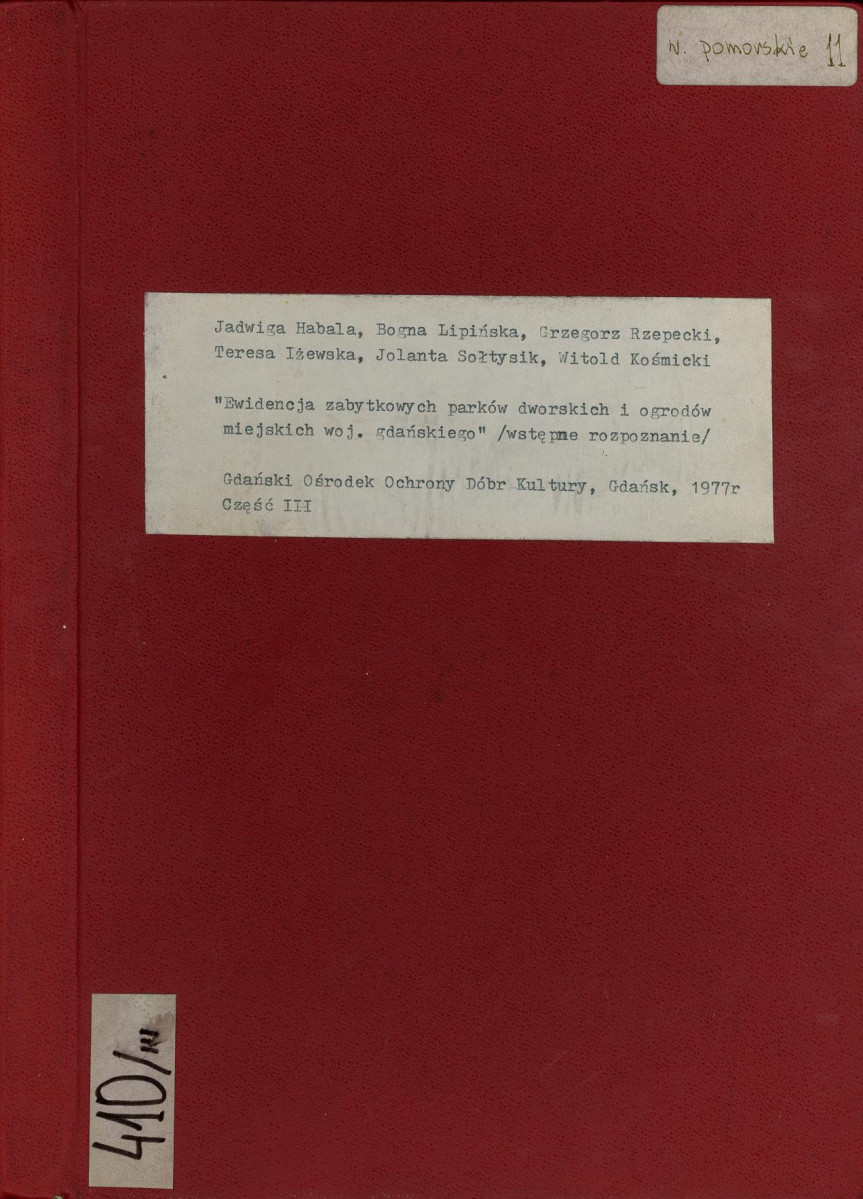 w. pomorskie 11
Jadwiga Habala, Bogna Lipińska, Grzegorz Rzepecki,
Teresa Iżewska, Jolanta Sołtysik, Witold Kośmicki
"Ewidencja zabytkowych parków dworskich i ogrodów
miejskich woj. gdańskiego" /wstępne rozpoznanie/
Gdański Ośrodek Ochrony Dóbr Kultury, Gdańsk, 1977r
Część III
410/III